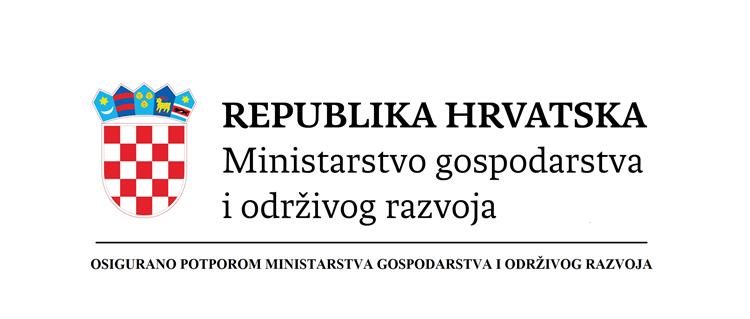 REPUBLIKA HRVATSKA
Ministarstvo gospodarstva
i održivog razvoja
OSIGURANO POTPOROM MINISTARSTVA GOSPODARSTVA I ODRŽIVOG RAZVOJA